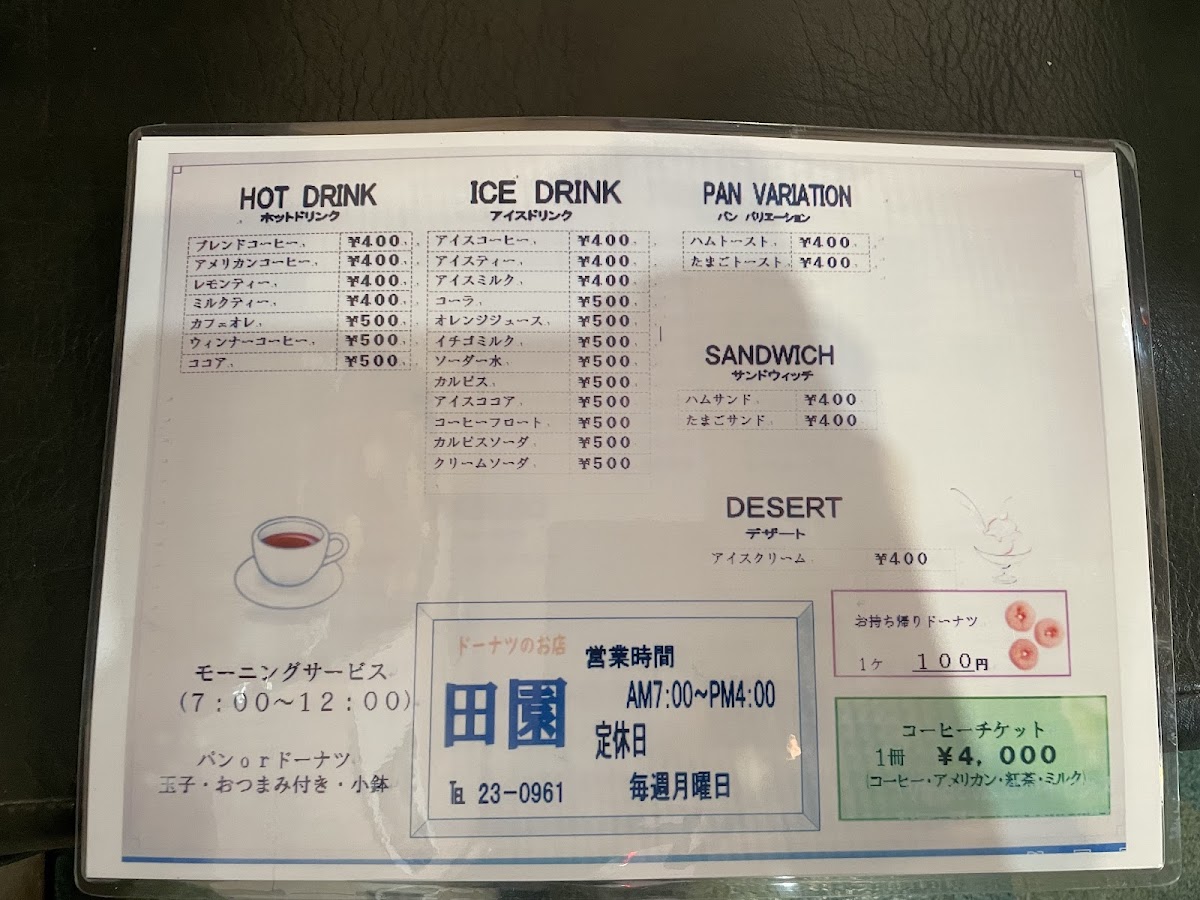 HOT DRINK
ホットドリンク
ブレンドコーヒー ¥400
アメリカンコーヒー ¥400
レモンティー ¥400
ミルクティー ¥400
カフェオレ ¥500
ウィンナーコーヒー ¥500
ココア ¥500
ICE DRINK
アイスドリンク
アイスコーヒー ¥400
アイスティー ¥400
アイスミルク ¥400
コーラ ¥500
オレンジジュース ¥500
イチゴミルク ¥500
ソーダー水 ¥500
カルピス ¥500
アイスココア ¥500
コーヒーフロート ¥500
カルピスソーダ ¥500
クリームソーダ ¥500
PAN VARIATION
パン バリエーション
ハムトースト ¥400
たまごトースト ¥400
SANDWICH
サンドウィッチ
ハムサンド ¥400
たまごサンド ¥400
DESERT
デザート
アイスクリーム ¥400
モーニングサービス
(7:00～12:00)
パンorドーナツ
玉子・おつまみ付き・小鉢
ドーナツのお店
田園
℡ 23-0961
営業時間
AM7:00～PM4:00
定休日
毎週月曜日
お持ち帰りドーナツ
1ケ 100円
コーヒーチケット
1冊 ¥4,000
(コーヒー・アメリカン・紅茶・ミルク)